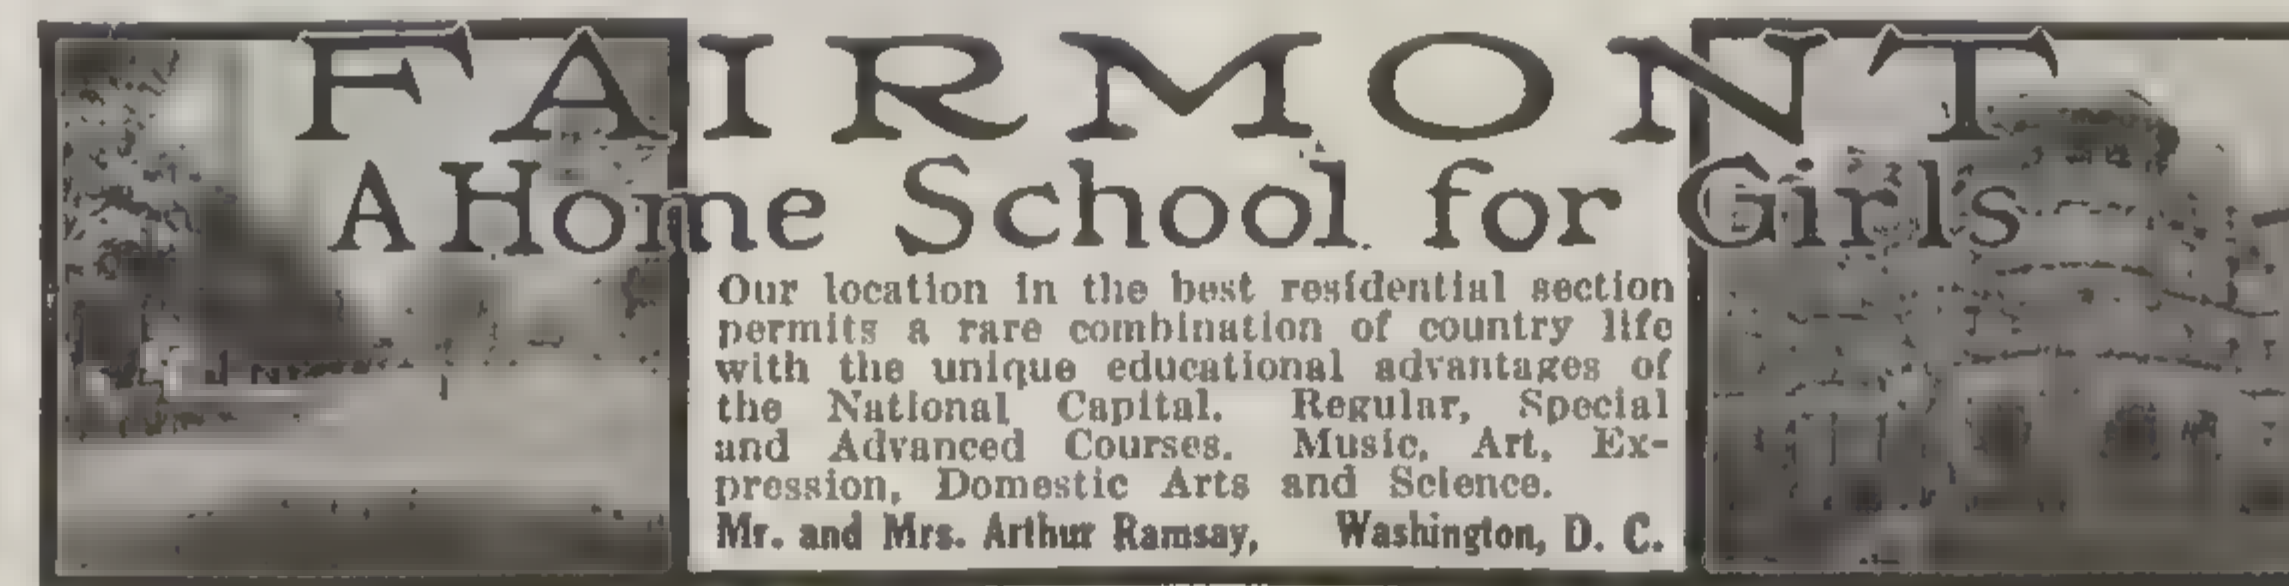 FAIRMONT
A Home School for Girls
Our location in the best residential section
permits a rare combination of country life
with the unique educational advantages of
the National Capital. Regular, Special
and Advanced Courses. Music, Art, Ex-
pression, Domestic Arts and Science.
Mr. and Mrs. Arthur Ramsay, Washington, D. C.